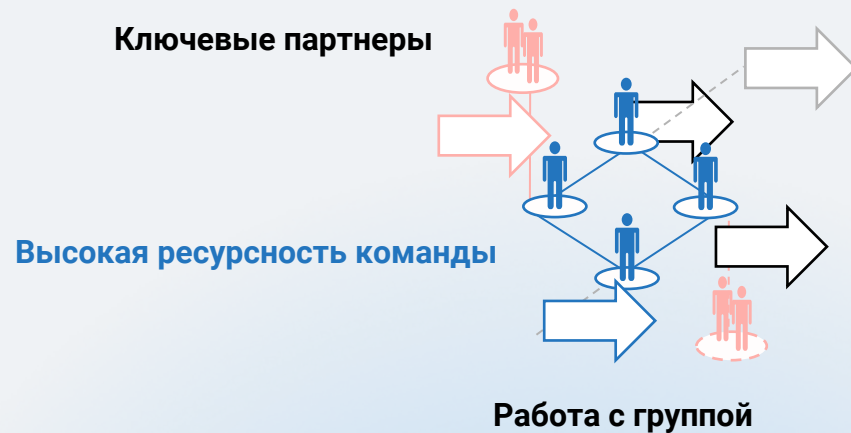 Ключевые партнеры
Высокая ресурсность команды
Работа с группой